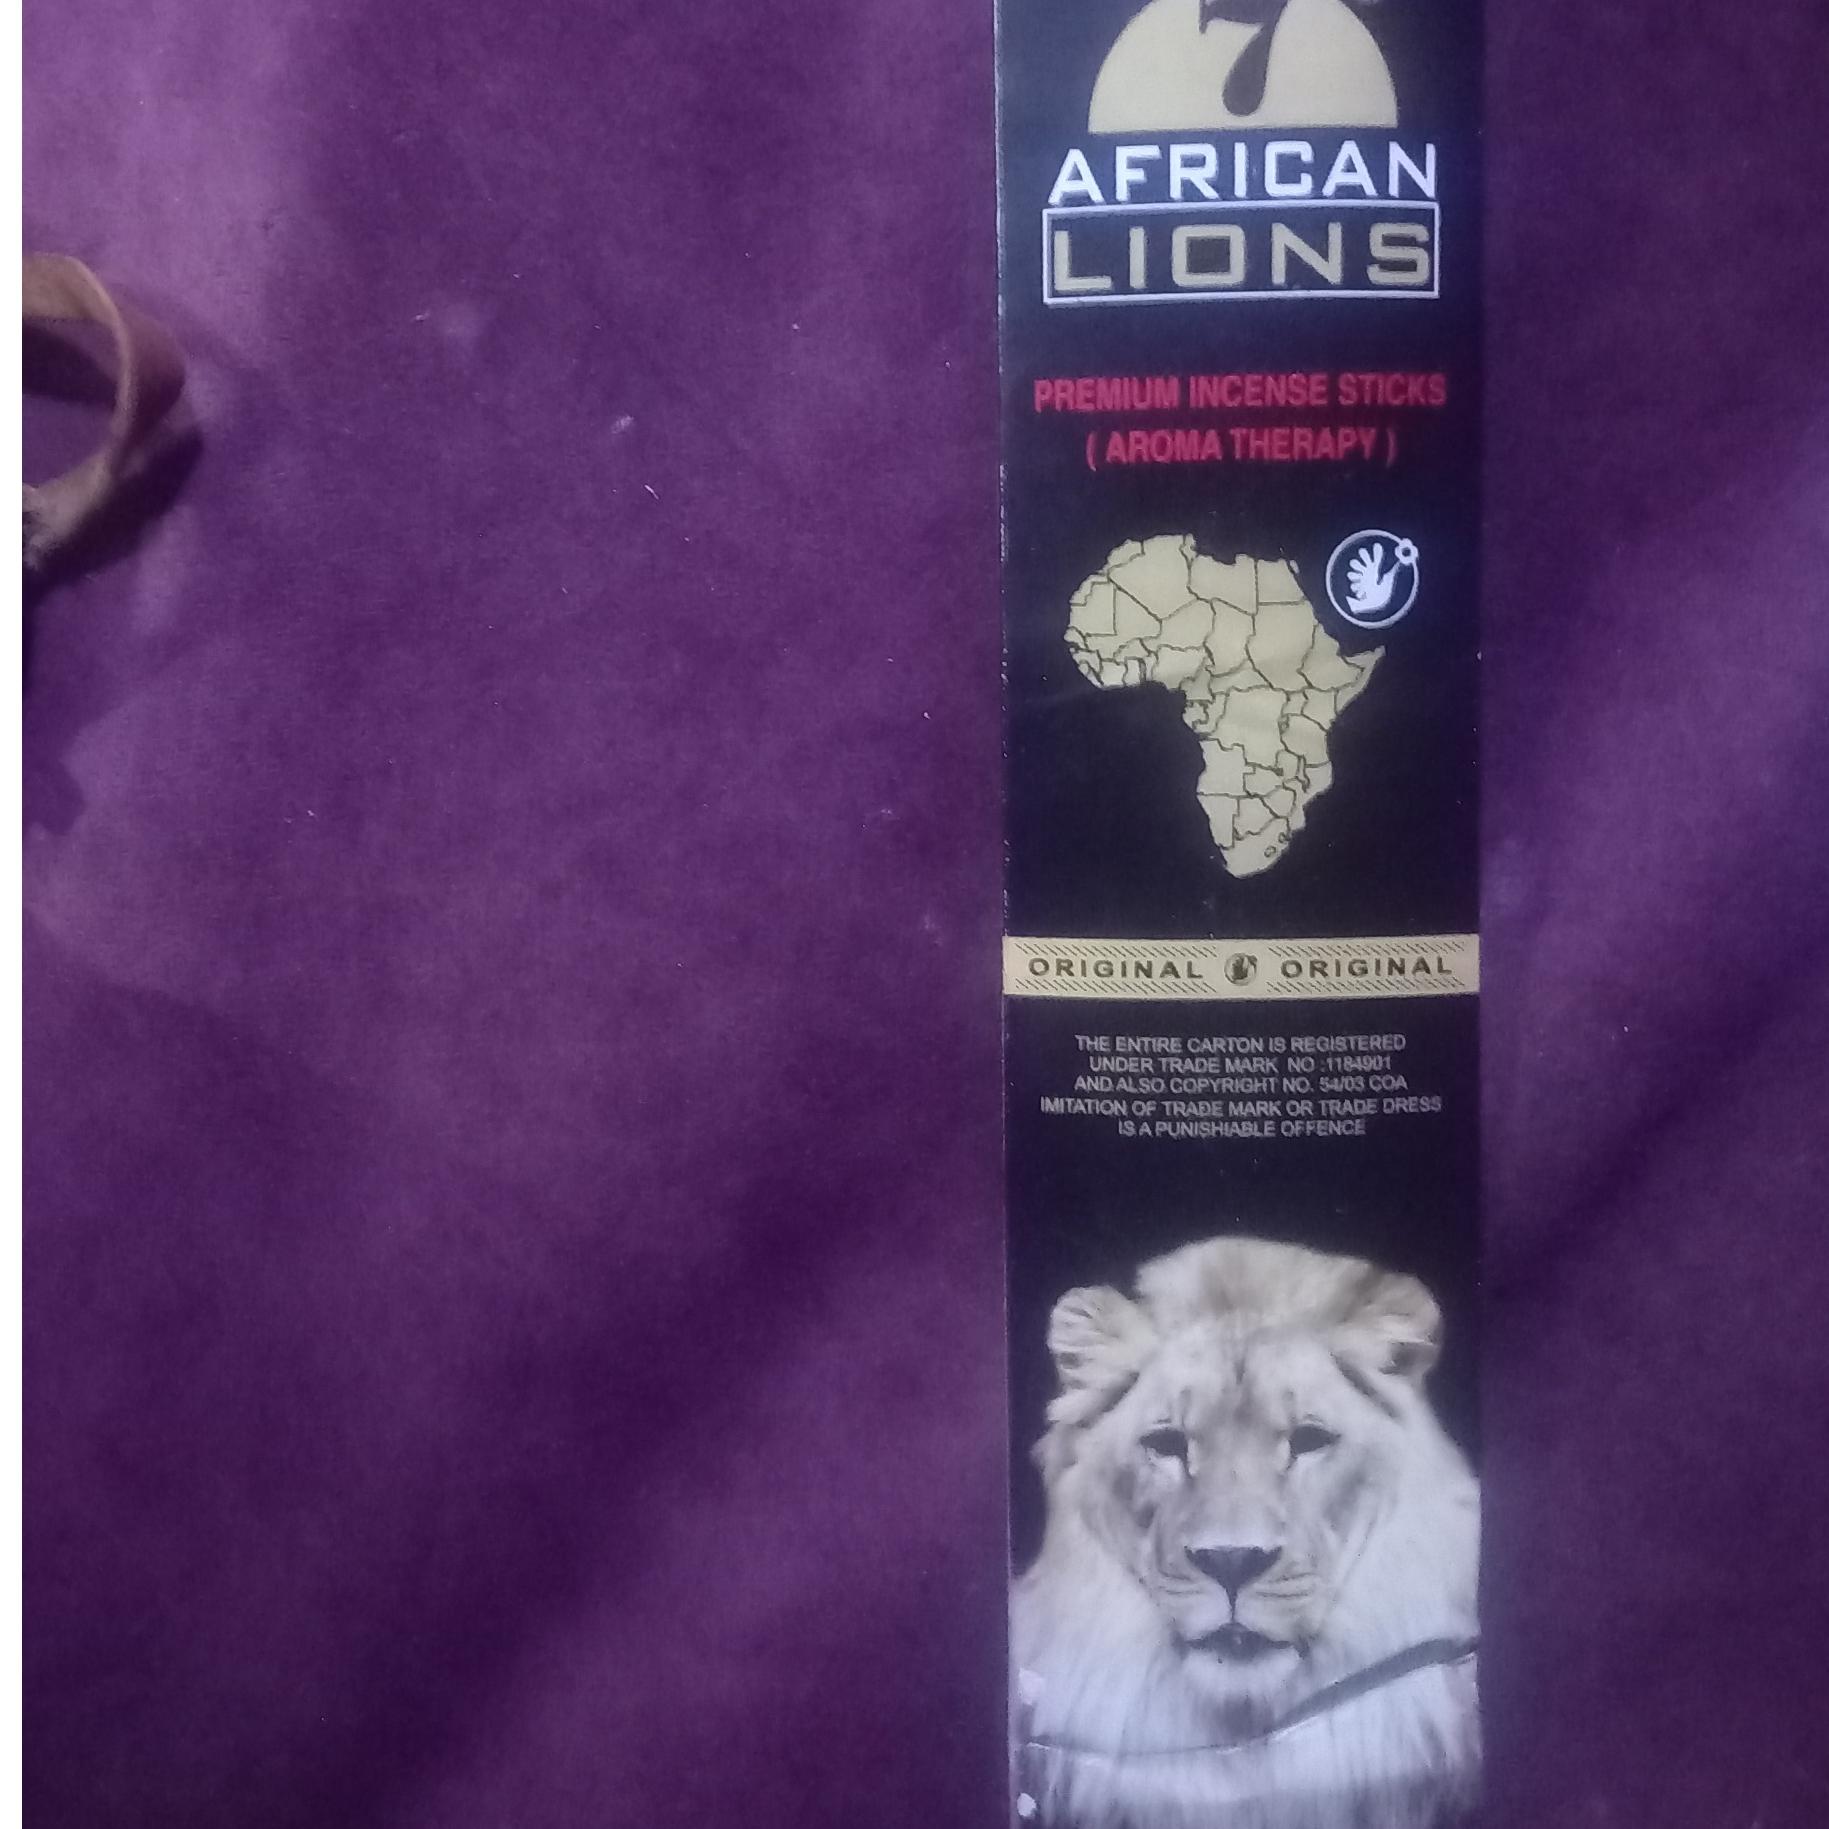 7
AFRICAN
LIONS
PREMIUM INCENSE STICKS
( AROMA THERAPY )
ORIGINAL ORIGINAL
THE ENTIRE CARTON IS REGISTERED
UNDER TRADE MARK NO :1184901
AND ALSO COPYRIGHT NO. 54/03 COA
IMITATION OF TRADE MARK OR TRADE DRESS
IS A PUNISHIABLE OFFENCE